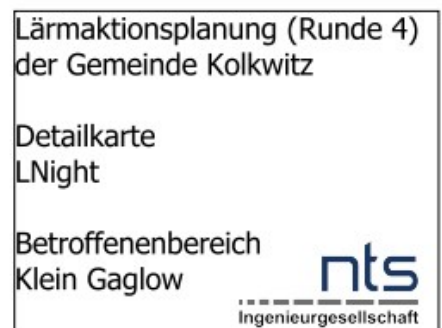 Lärmaktionsplanung (Runde 4)
der Gemeinde Kolkwitz
Detailkarte
LNight
Betroffenenbereich
Klein Gaglow
nts
Ingenieurgesellschaft